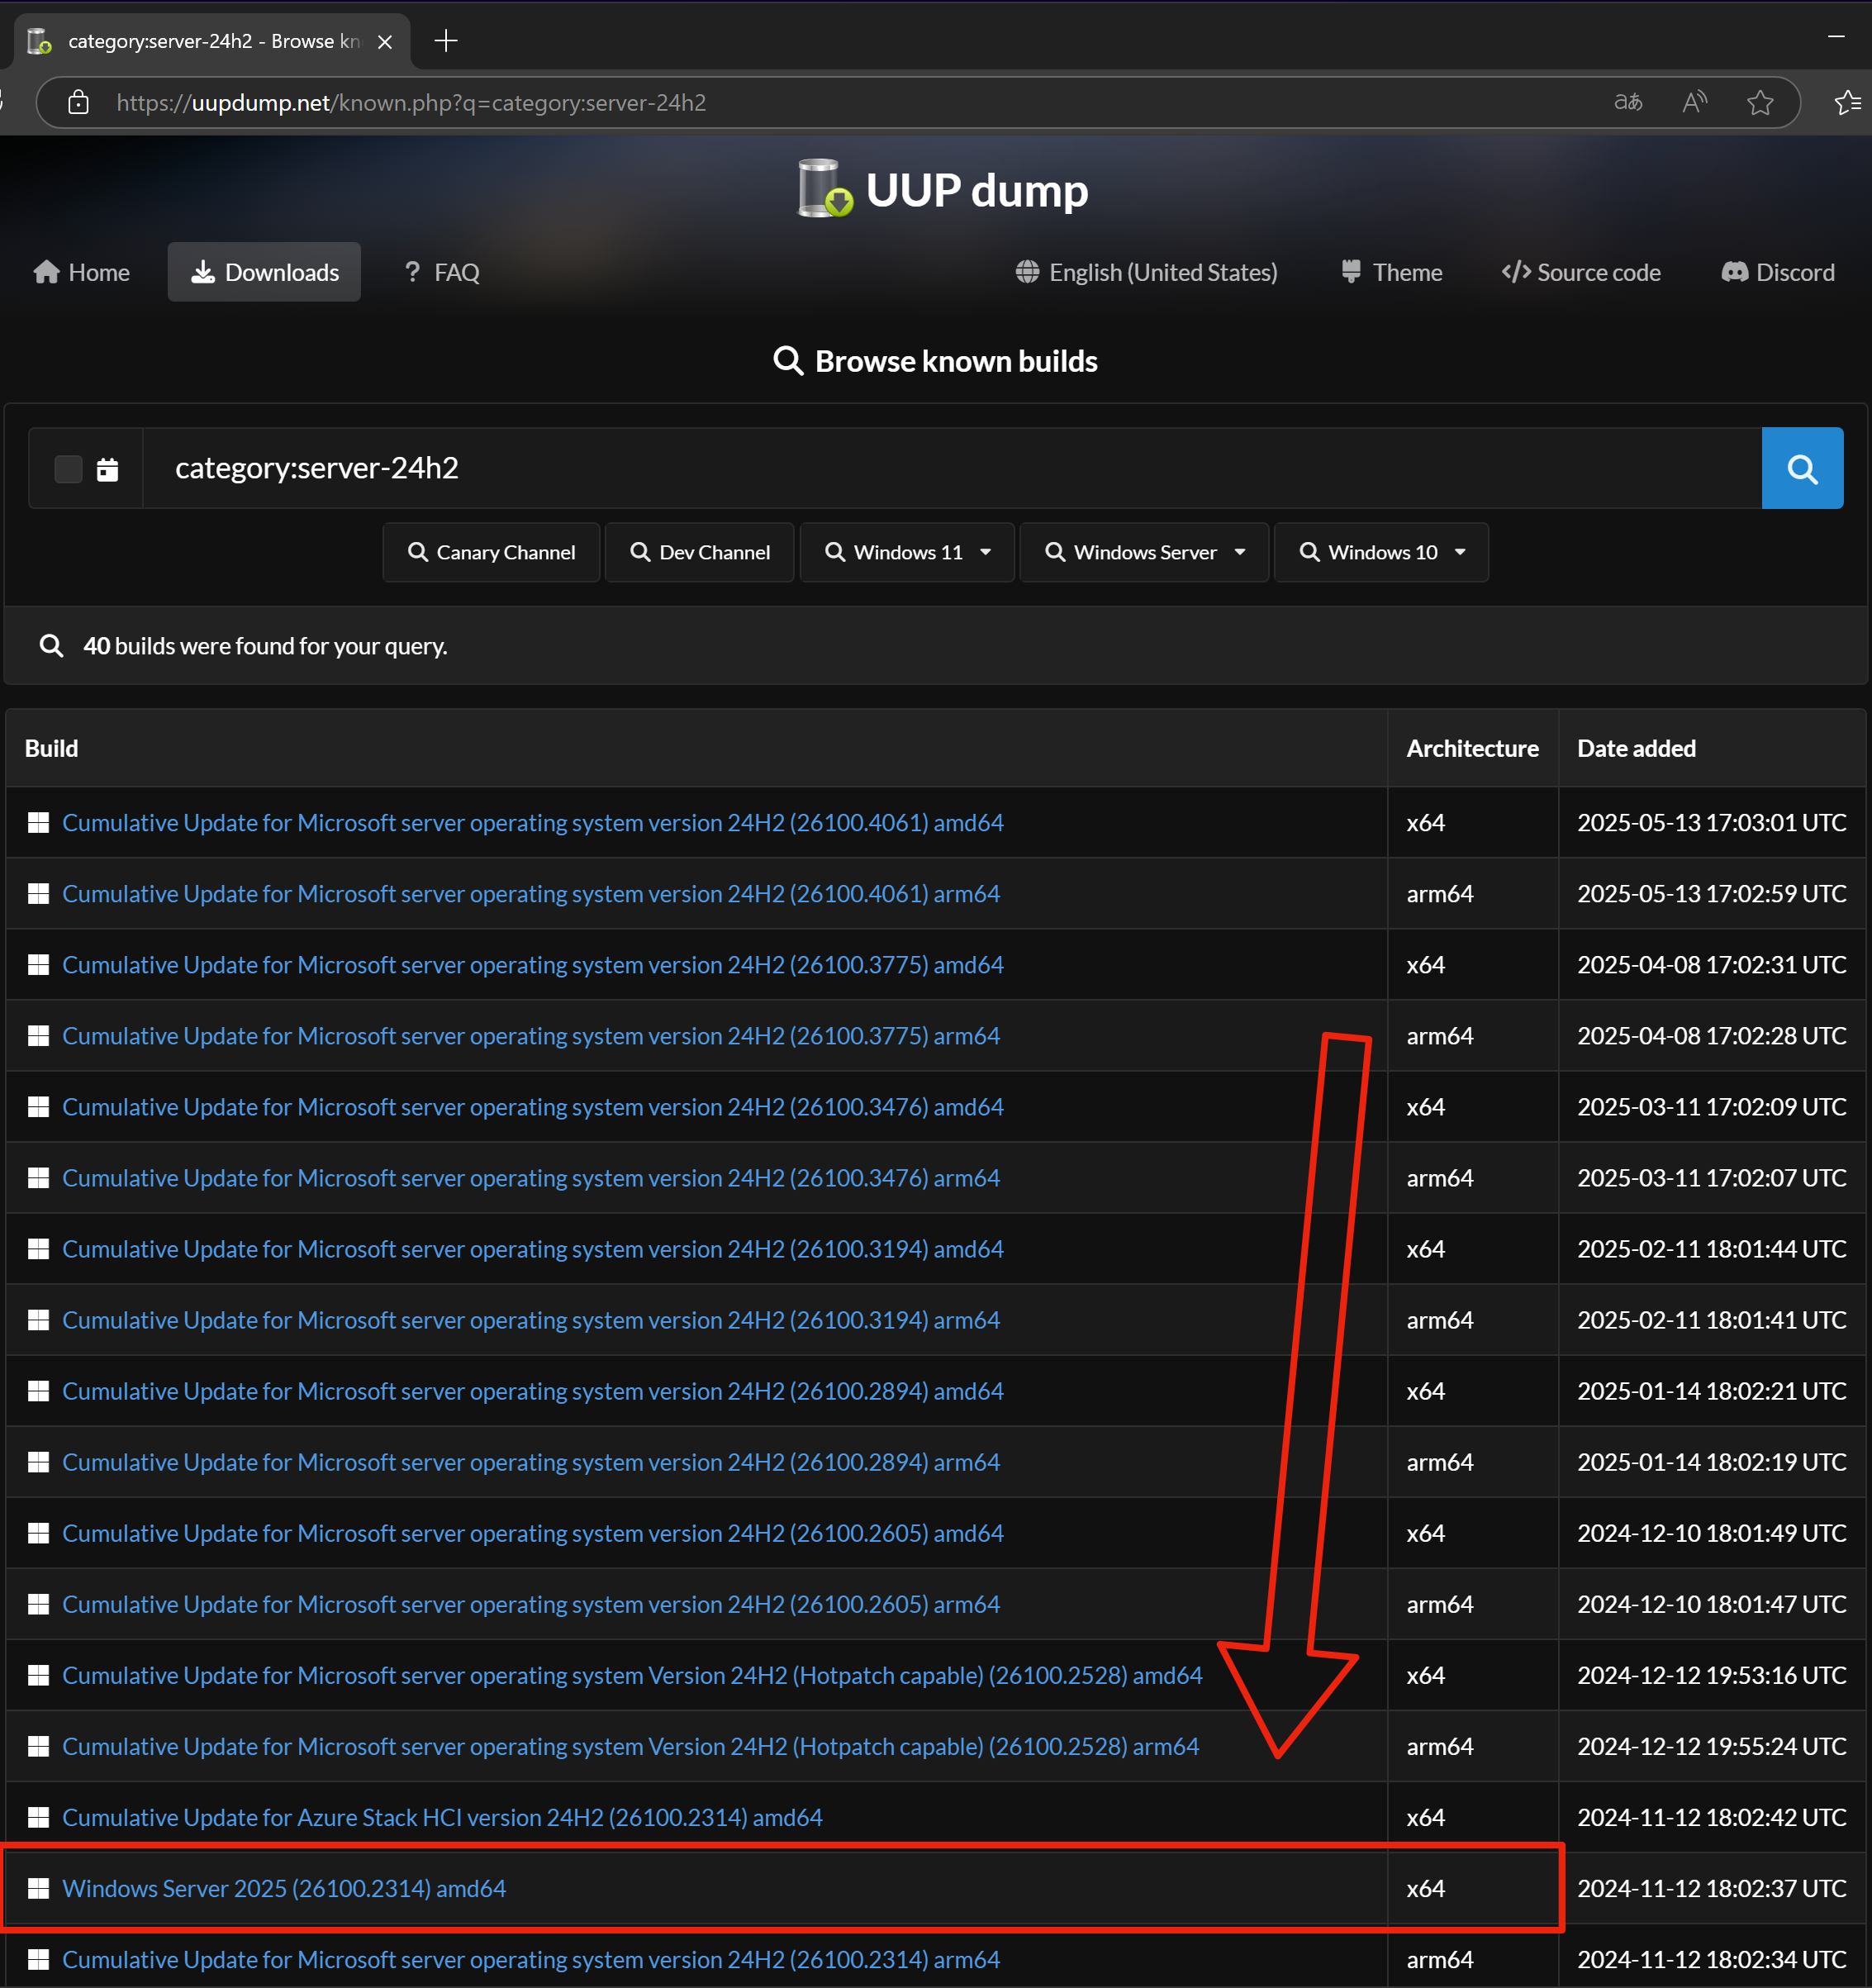 category:server-24h2 - Browse kn
https://uupdump.net/known.php?q=category:server-24h2
UUP dump
Home
Downloads
FAQ
English (United States)
Theme
Source code
Discord
Browse known builds
category:server-24h2
Canary Channel
Dev Channel
Windows 11
Windows Server
Windows 10
40 builds were found for your query.
Build Architecture Date added
Cumulative Update for Microsoft server operating system version 24H2 (26100.4061) amd64 x64 2025-05-13 17:03:01 UTC
Cumulative Update for Microsoft server operating system version 24H2 (26100.4061) arm64 arm64 2025-05-13 17:02:59 UTC
Cumulative Update for Microsoft server operating system version 24H2 (26100.3775) amd64 x64 2025-04-08 17:02:31 UTC
Cumulative Update for Microsoft server operating system version 24H2 (26100.3775) arm64 arm64 2025-04-08 17:02:28 UTC
Cumulative Update for Microsoft server operating system version 24H2 (26100.3476) amd64 x64 2025-03-11 17:02:09 UTC
Cumulative Update for Microsoft server operating system version 24H2 (26100.3476) arm64 arm64 2025-03-11 17:02:07 UTC
Cumulative Update for Microsoft server operating system version 24H2 (26100.3194) amd64 x64 2025-02-11 18:01:44 UTC
Cumulative Update for Microsoft server operating system version 24H2 (26100.3194) arm64 arm64 2025-02-11 18:01:41 UTC
Cumulative Update for Microsoft server operating system version 24H2 (26100.2894) amd64 x64 2025-01-14 18:02:21 UTC
Cumulative Update for Microsoft server operating system version 24H2 (26100.2894) arm64 arm64 2025-01-14 18:02:19 UTC
Cumulative Update for Microsoft server operating system version 24H2 (26100.2605) amd64 x64 2024-12-10 18:01:49 UTC
Cumulative Update for Microsoft server operating system version 24H2 (26100.2605) arm64 arm64 2024-12-10 18:01:47 UTC
Cumulative Update for Microsoft server operating system Version 24H2 (Hotpatch capable) (26100.2528) amd64 x64 2024-12-12 19:53:16 UTC
Cumulative Update for Microsoft server operating system Version 24H2 (Hotpatch capable) (26100.2528) arm64 arm64 2024-12-12 19:55:24 UTC
Cumulative Update for Azure Stack HCI version 24H2 (26100.2314) amd64 x64 2024-11-12 18:02:42 UTC
Windows Server 2025 (26100.2314) amd64 x64 2024-11-12 18:02:37 UTC
Cumulative Update for Microsoft server operating system version 24H2 (26100.2314) arm64 arm64 2024-11-12 18:02:34 UTC